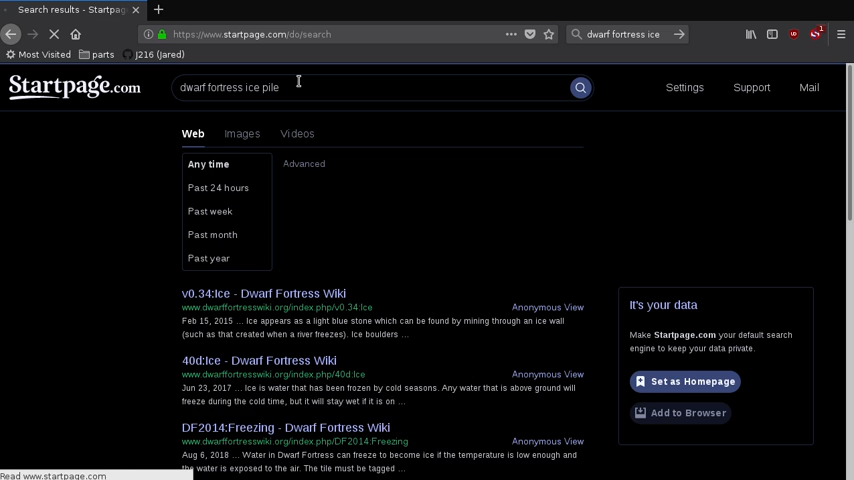 Search results - Startpa
https://www.startpage.com/do/search
dwarf fortress ice
1
Most Visited
parts
J216 (Jared)
Startpage.com
dwarf fortress ice pile
Settings
Support
Mail
Web
Images
Videos
Any time
Advanced
Past 24 hours
Past week
Past month
Past year
v0.34:Ice - Dwarf Fortress Wiki
www.dwarffortresswiki.org/index.php/v0.34:Ice
Anonymous View
Feb 15, 2015 ... Ice appears as a light blue stone which can be found by mining through an ice wall
(such as that created when a river freezes). Ice boulders ...
40d:Ice - Dwarf Fortress Wiki
www.dwarffortresswiki.org/index.php/40d:Ice
Anonymous View
Jun 23, 2017 ... Ice is water that has been frozen by cold seasons. Any water that is above ground will
freeze during the cold time, but it will stay wet if it is on ...
DF2014:Freezing - Dwarf Fortress Wiki
www.dwarffortresswiki.org/index.php/DF2014:Freezing
Anonymous View
Aug 6, 2018 ... Water in Dwarf Fortress can freeze to become ice if the temperature is low enough and
the water is exposed to the air. The tile must be tagged ...
It's your data
Make Startpage.com your default search
engine to keep your data private.
Set as Homepage
Add to Browser
Read www.startpage.com